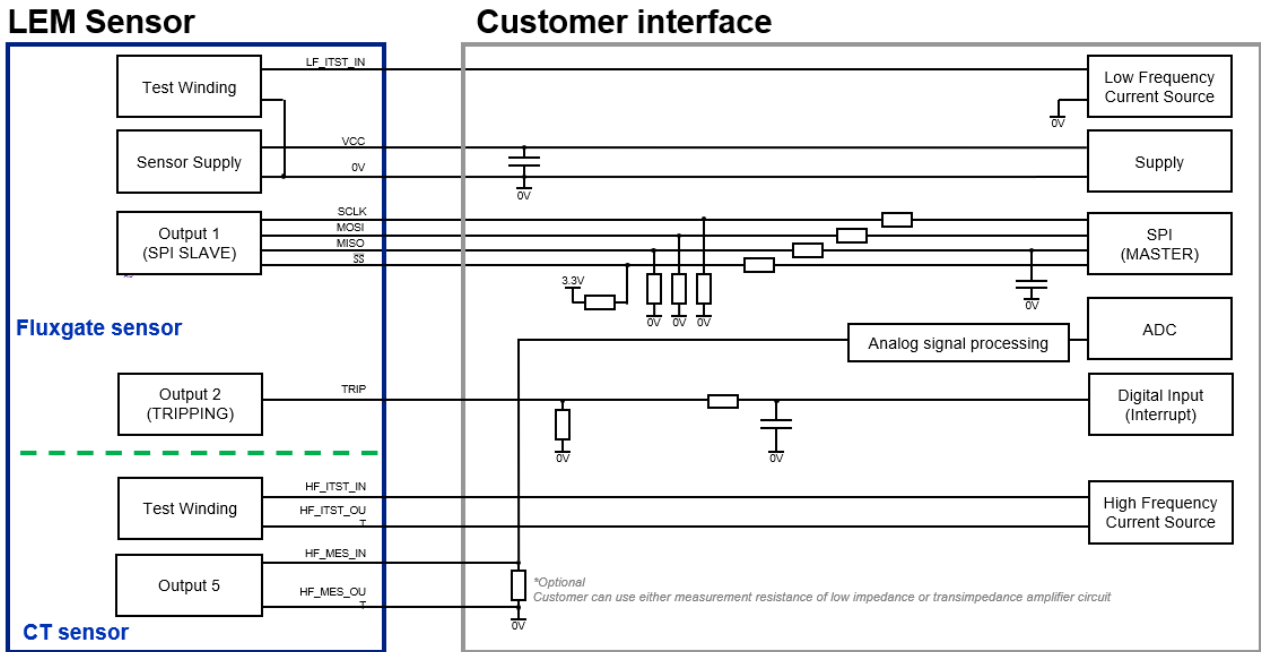 LEM Sensor
Customer interface
Test Winding
LF_ITST_IN
Low Frequency
Current Source
0V
Sensor Supply
VCC
0V
0V
Supply
Output 1
(SPI SLAVE)
SCLK
MOSI
MISO
SS
SPI
(MASTER)
3.3V
0V
0V
0V
0V
Fluxgate sensor
Analog signal processing
ADC
Output 2
(TRIPPING)
TRIP
0V
0V
Digital Input
(Interrupt)
Test Winding
HF_ITST_IN
HF_ITST_OU
T
High Frequency
Current Source
Output 5
HF_MES_IN
HF_MES_OU
T
0V
*Optional
Customer can use either measurement resistance of low impedance or transimpedance amplifier circuit
CT sensor